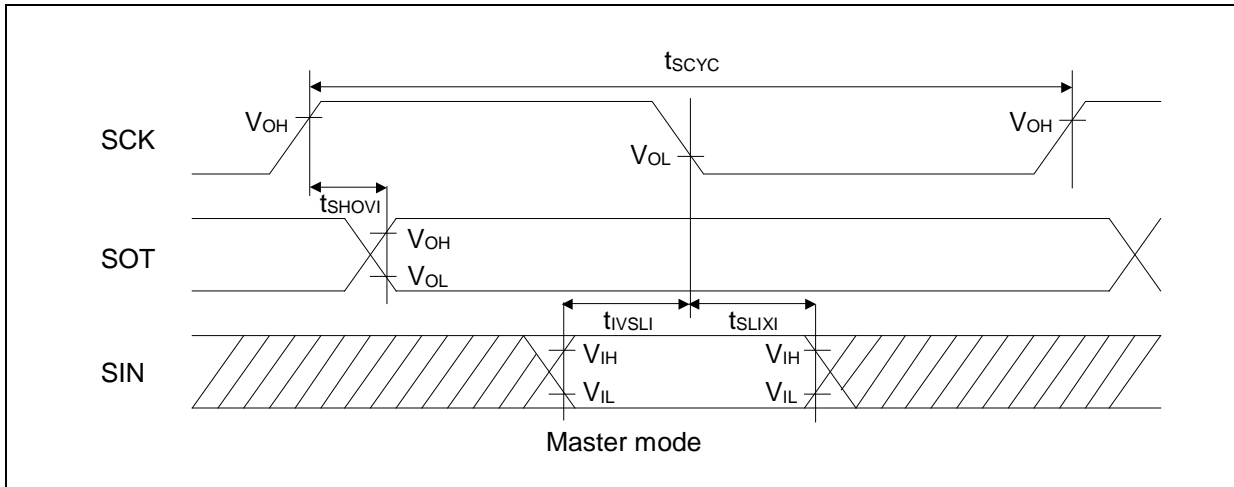 tSCYC
SCK
VOH
VOL
VOH
tSHOVI
SOT
VOH
VOL
tIVSLI
tSLIXI
SIN
VIH
VIL
VIH
VIL
Master mode